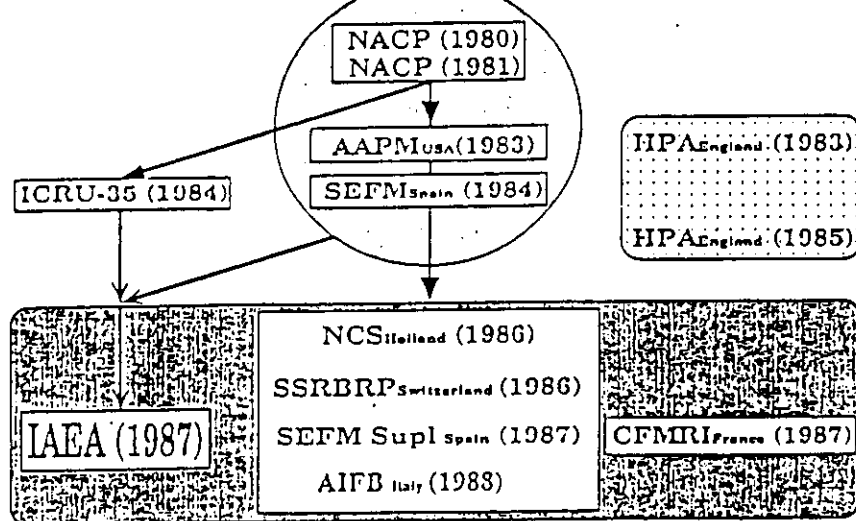 NACP (1980)
NACP (1981)
AAPM USA (1983)
SEFM Spain (1984)
ICRU-35 (1984)
HPA England (1983)
HPA England (1985)
NCS Holland (1986)
SSRBRP Switzerland (1986)
SEFM Supl Spain (1987)
AIFB Italy (1988)
IAEA (1987)
CFMRI France (1987)